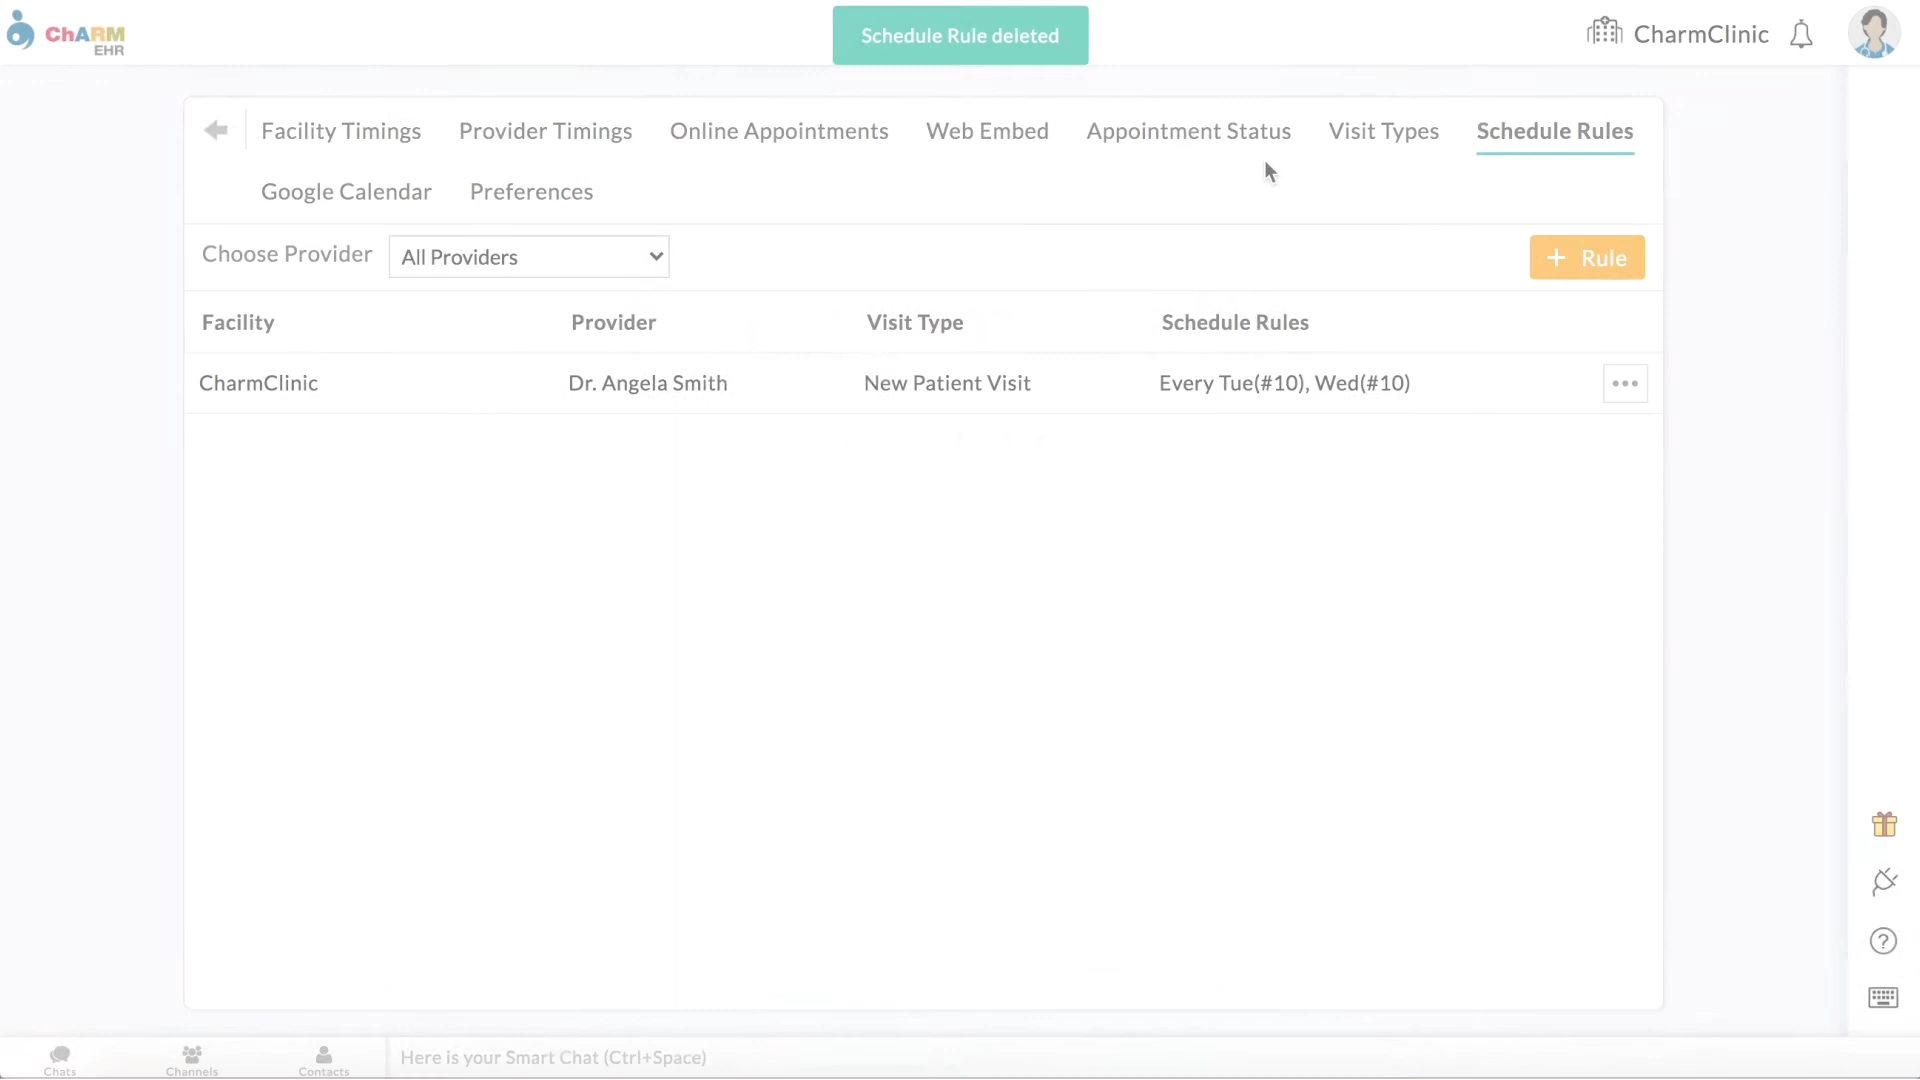 ChARM
EHR
Schedule Rule deleted
CharmClinic
Facility Timings Provider Timings Online Appointments Web Embed Appointment Status Visit Types Schedule Rules
Google Calendar Preferences
Choose Provider All Providers + Rule
Facility Provider Visit Type Schedule Rules
CharmClinic Dr. Angela Smith New Patient Visit Every Tue(#10), Wed(#10)
Chats Channels Contacts Here is your Smart Chat (Ctrl+Space)